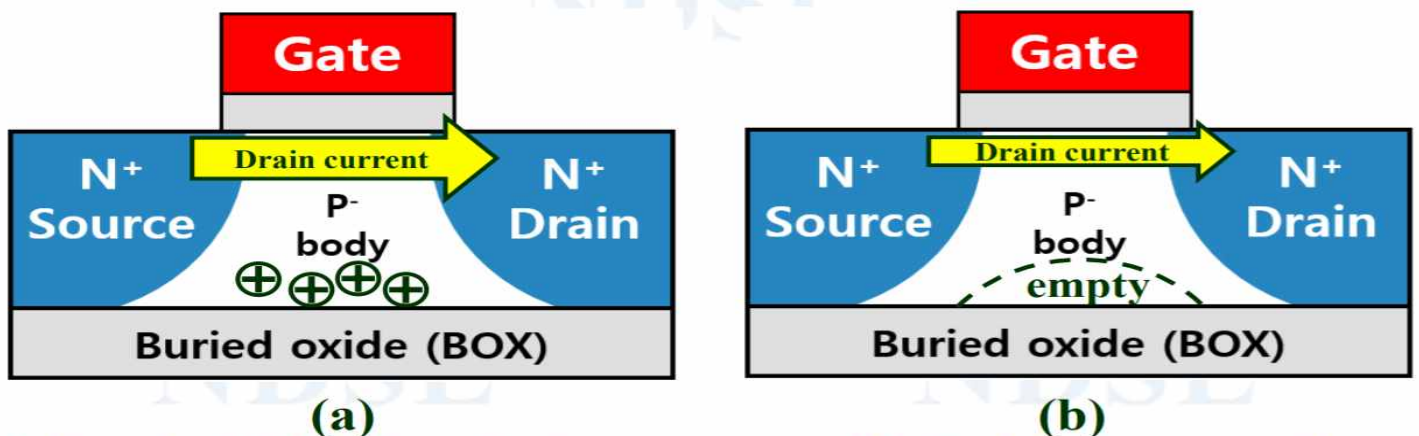 Gate
Drain current
N+
Source
P-
body
N+
Drain
Buried oxide (BOX)
(a)
Gate
Drain current
N+
Source
P-
body
empty
N+
Drain
Buried oxide (BOX)
(b)